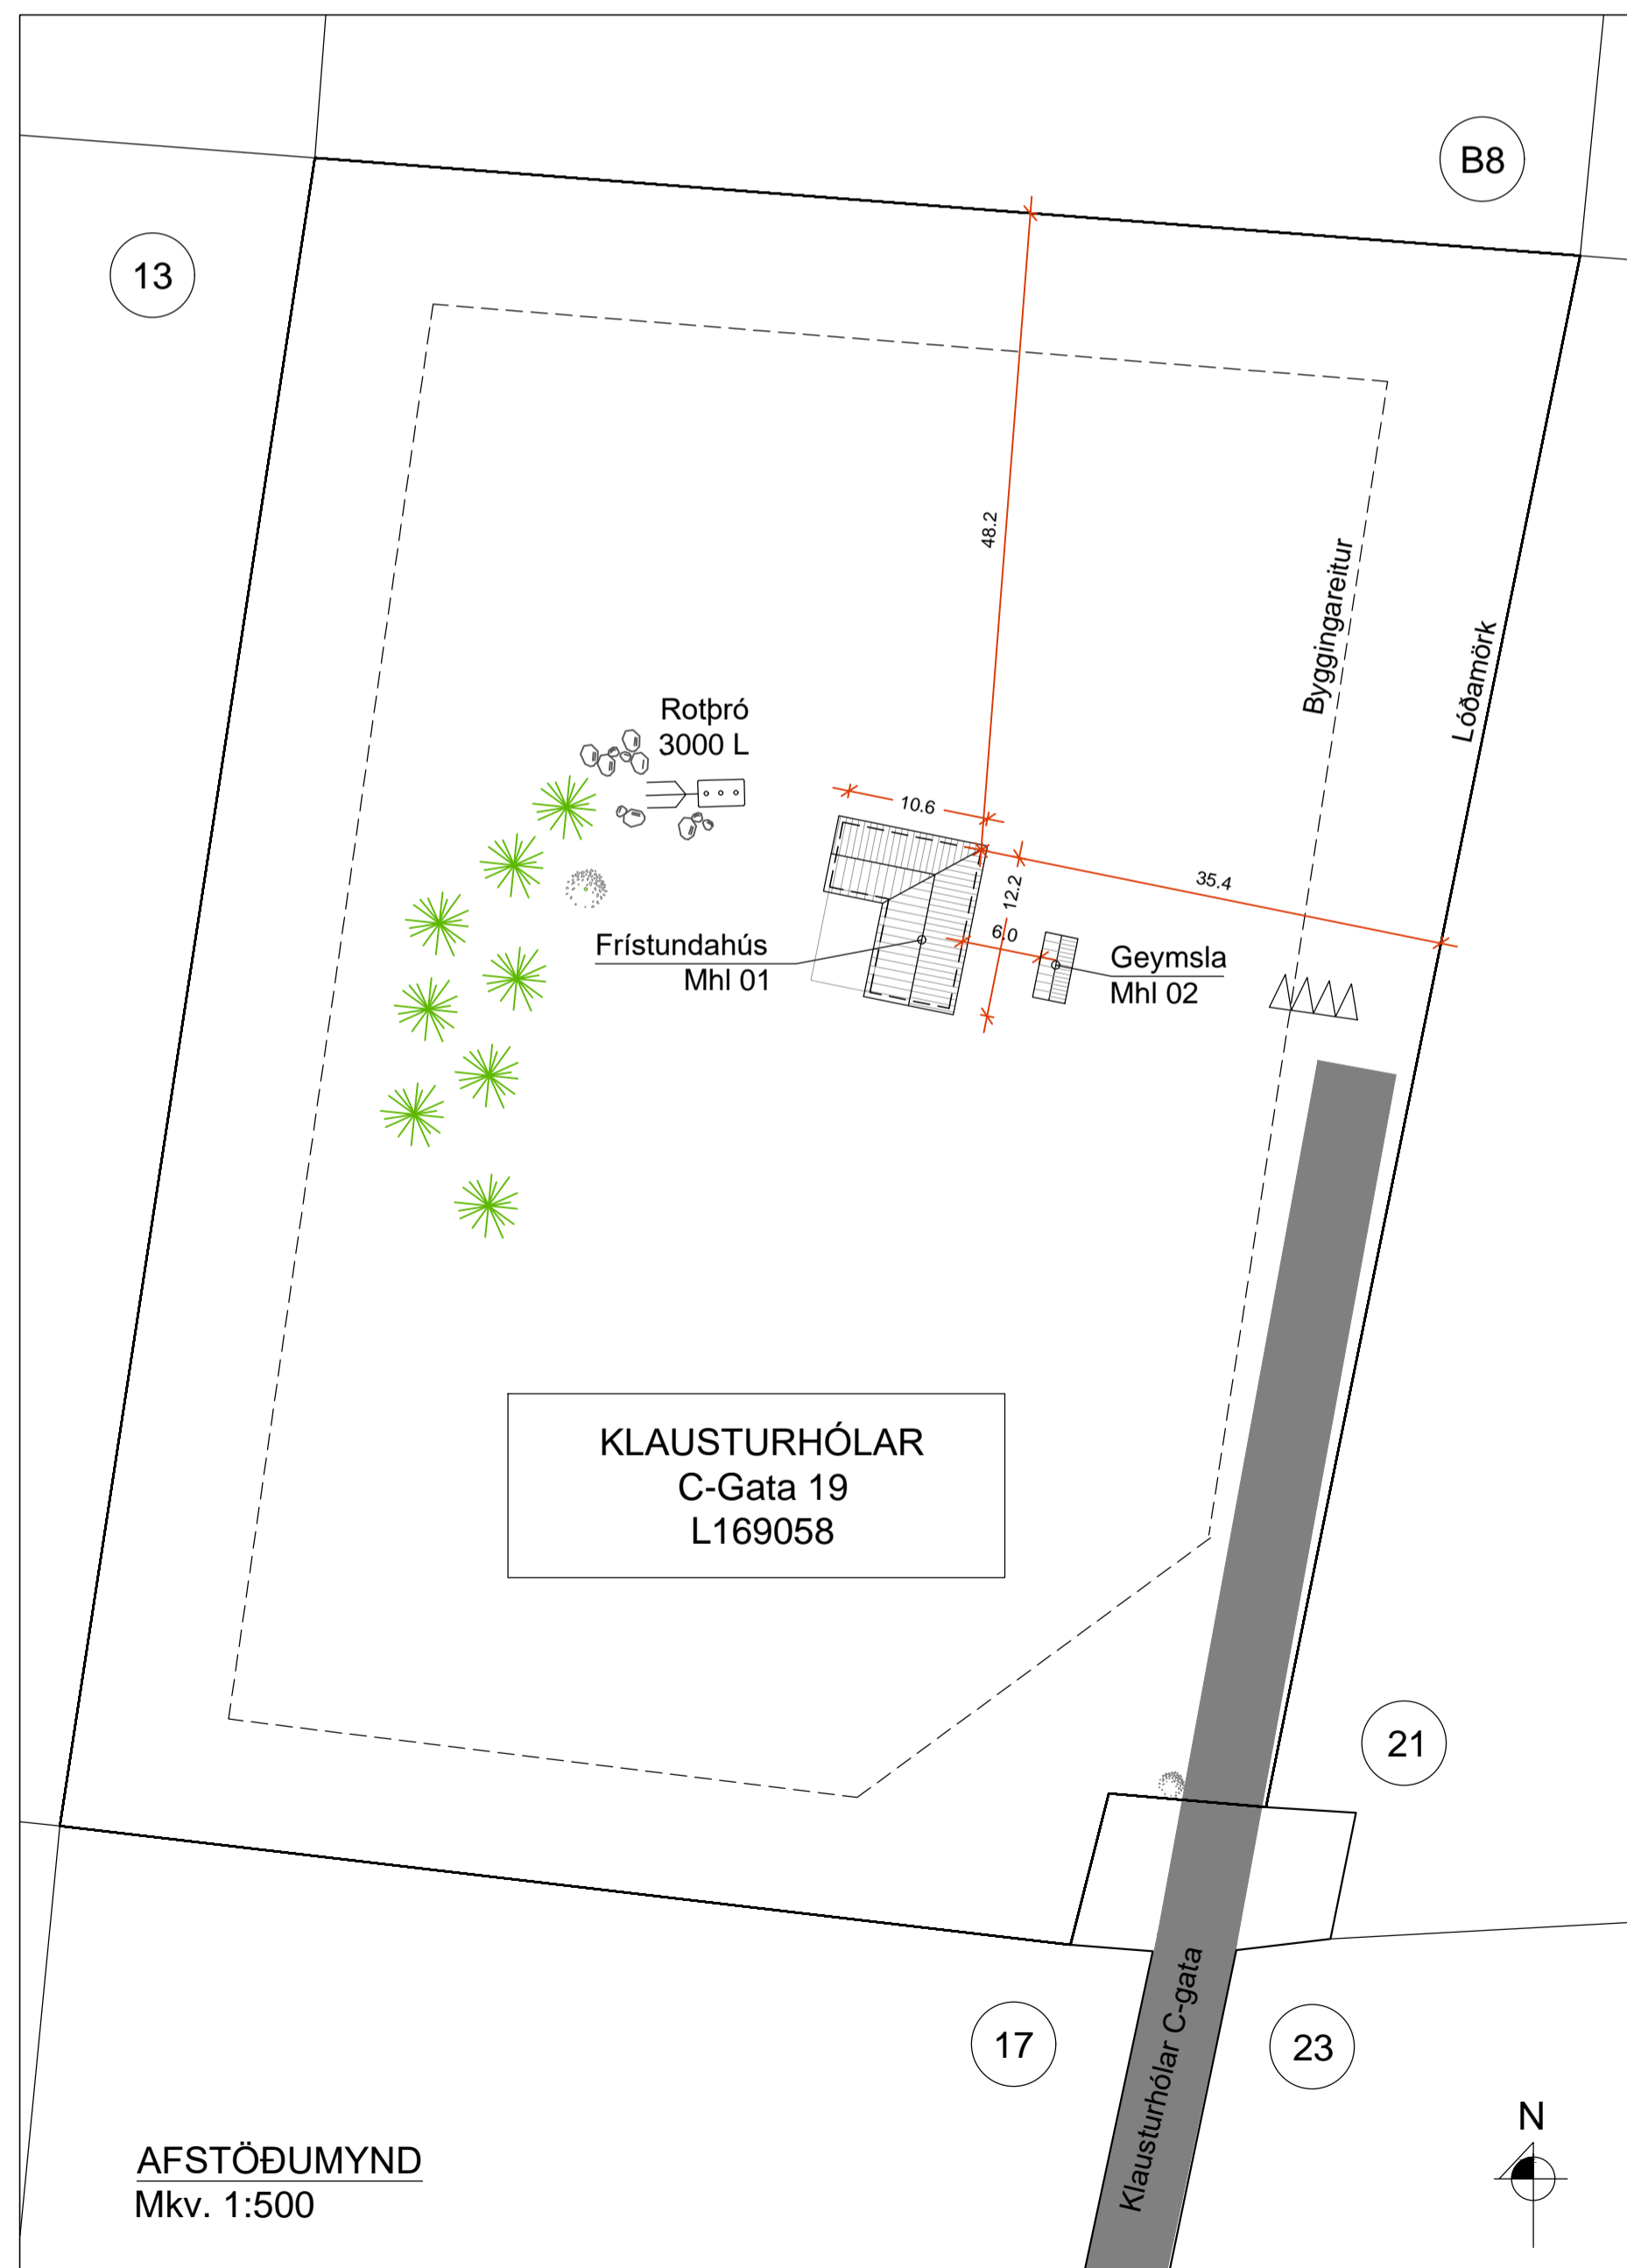 B8
13
48.2
Byggingareitur
Lóðamörk
Rotþró
3000 L
10.6
35.4
12.2
6.0
Frístundahús
Mhl 01
Geymsla
Mhl 02
KLAUSTURHÓLAR
C-Gata 19
L169058
21
17
23
Klausturhólar C-gata
N
AFSTÖÐUMYND
Mkv. 1:500